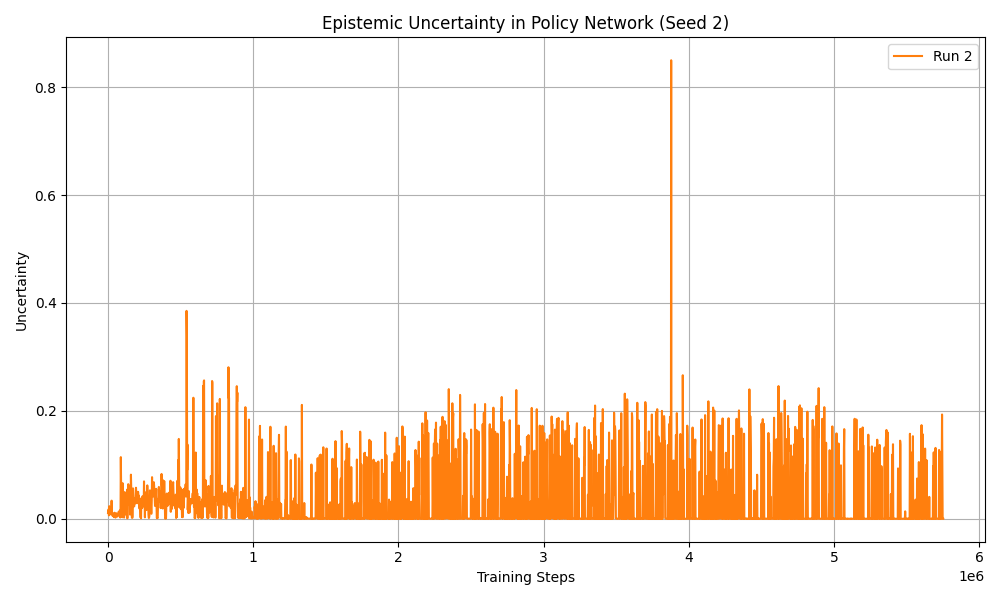 Epistemic Uncertainty in Policy Network (Seed 2)
Run 2
Uncertainty
0.8
0.6
0.4
0.2
0.0
0 1 2 3 4 5 6
1e6
Training Steps